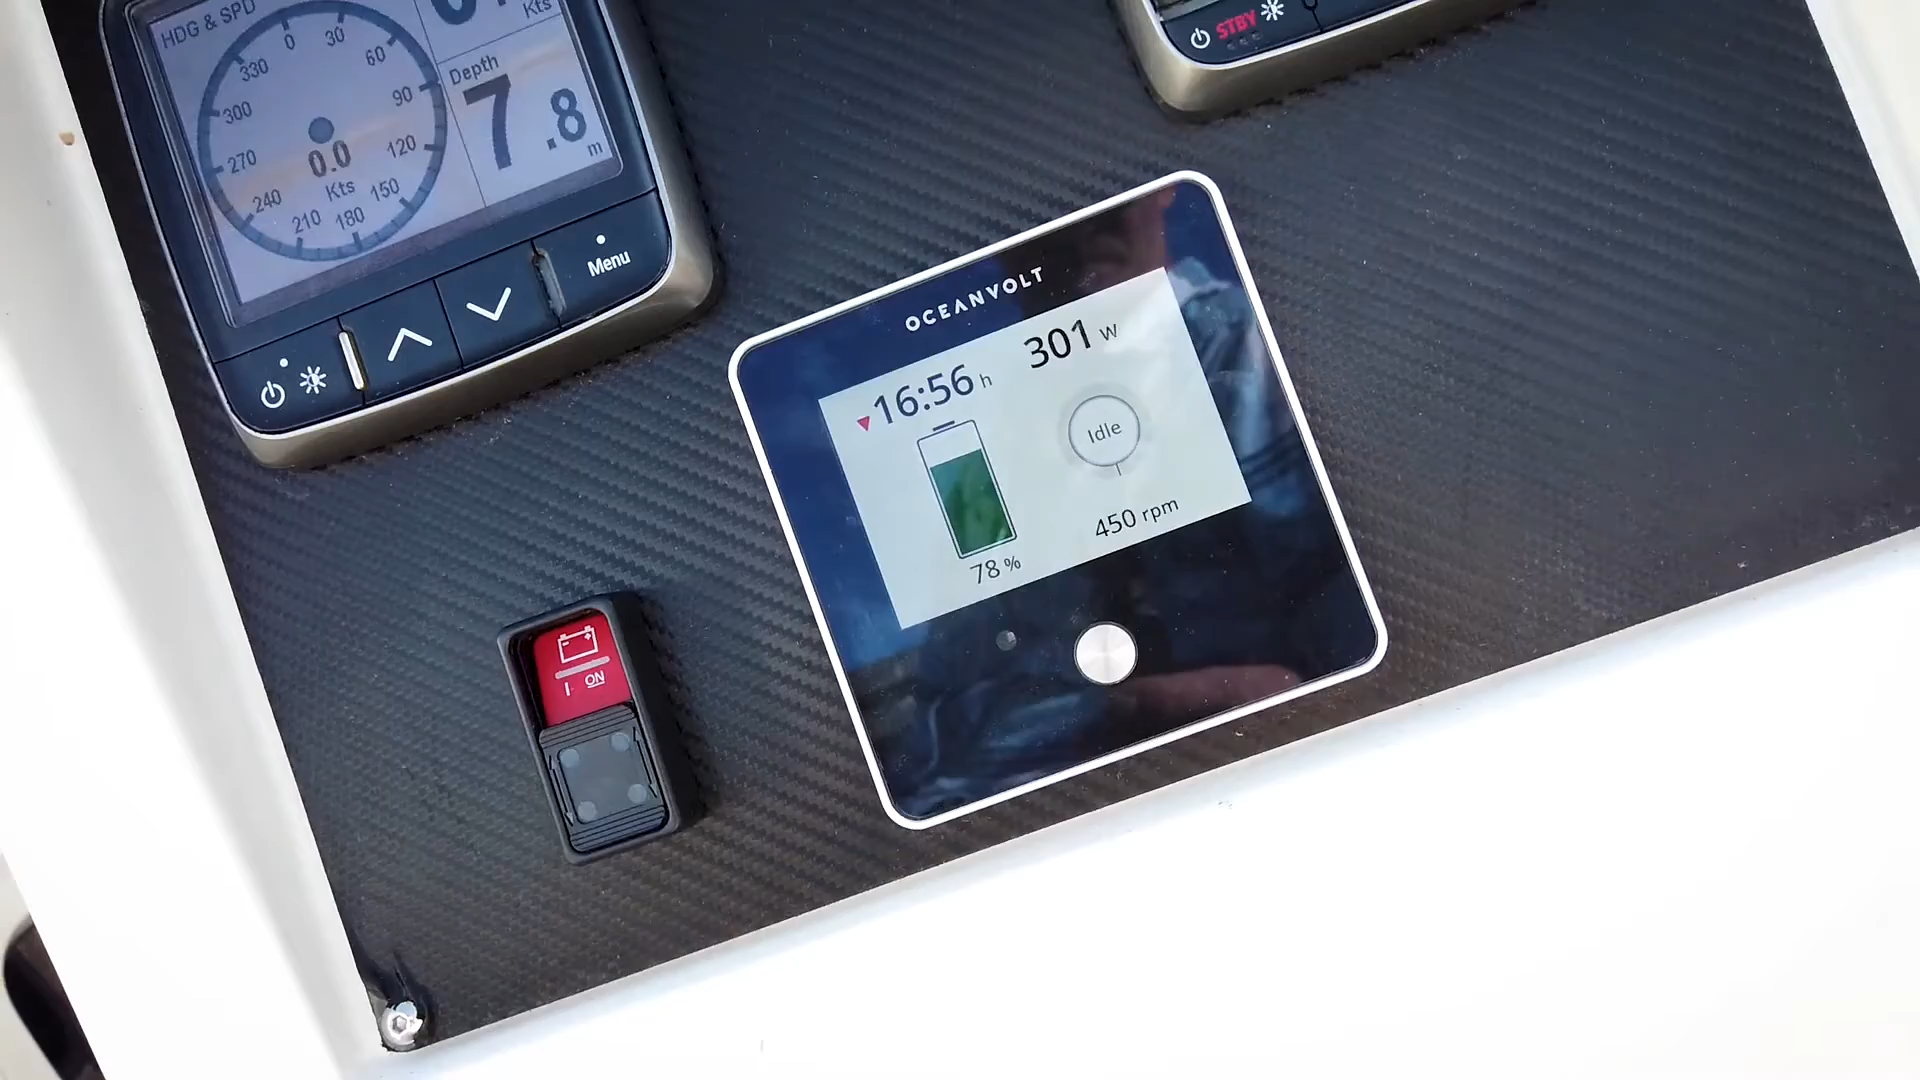 HDG & SPD
0 30 60 90 120 150 180 210 240 270 300 330
0.0
Kts
Kts
Depth
7.8
m
Menu
STBY
OCEANVOLT
16:56 h
301 W
Idle
78 %
450 rpm
I ON